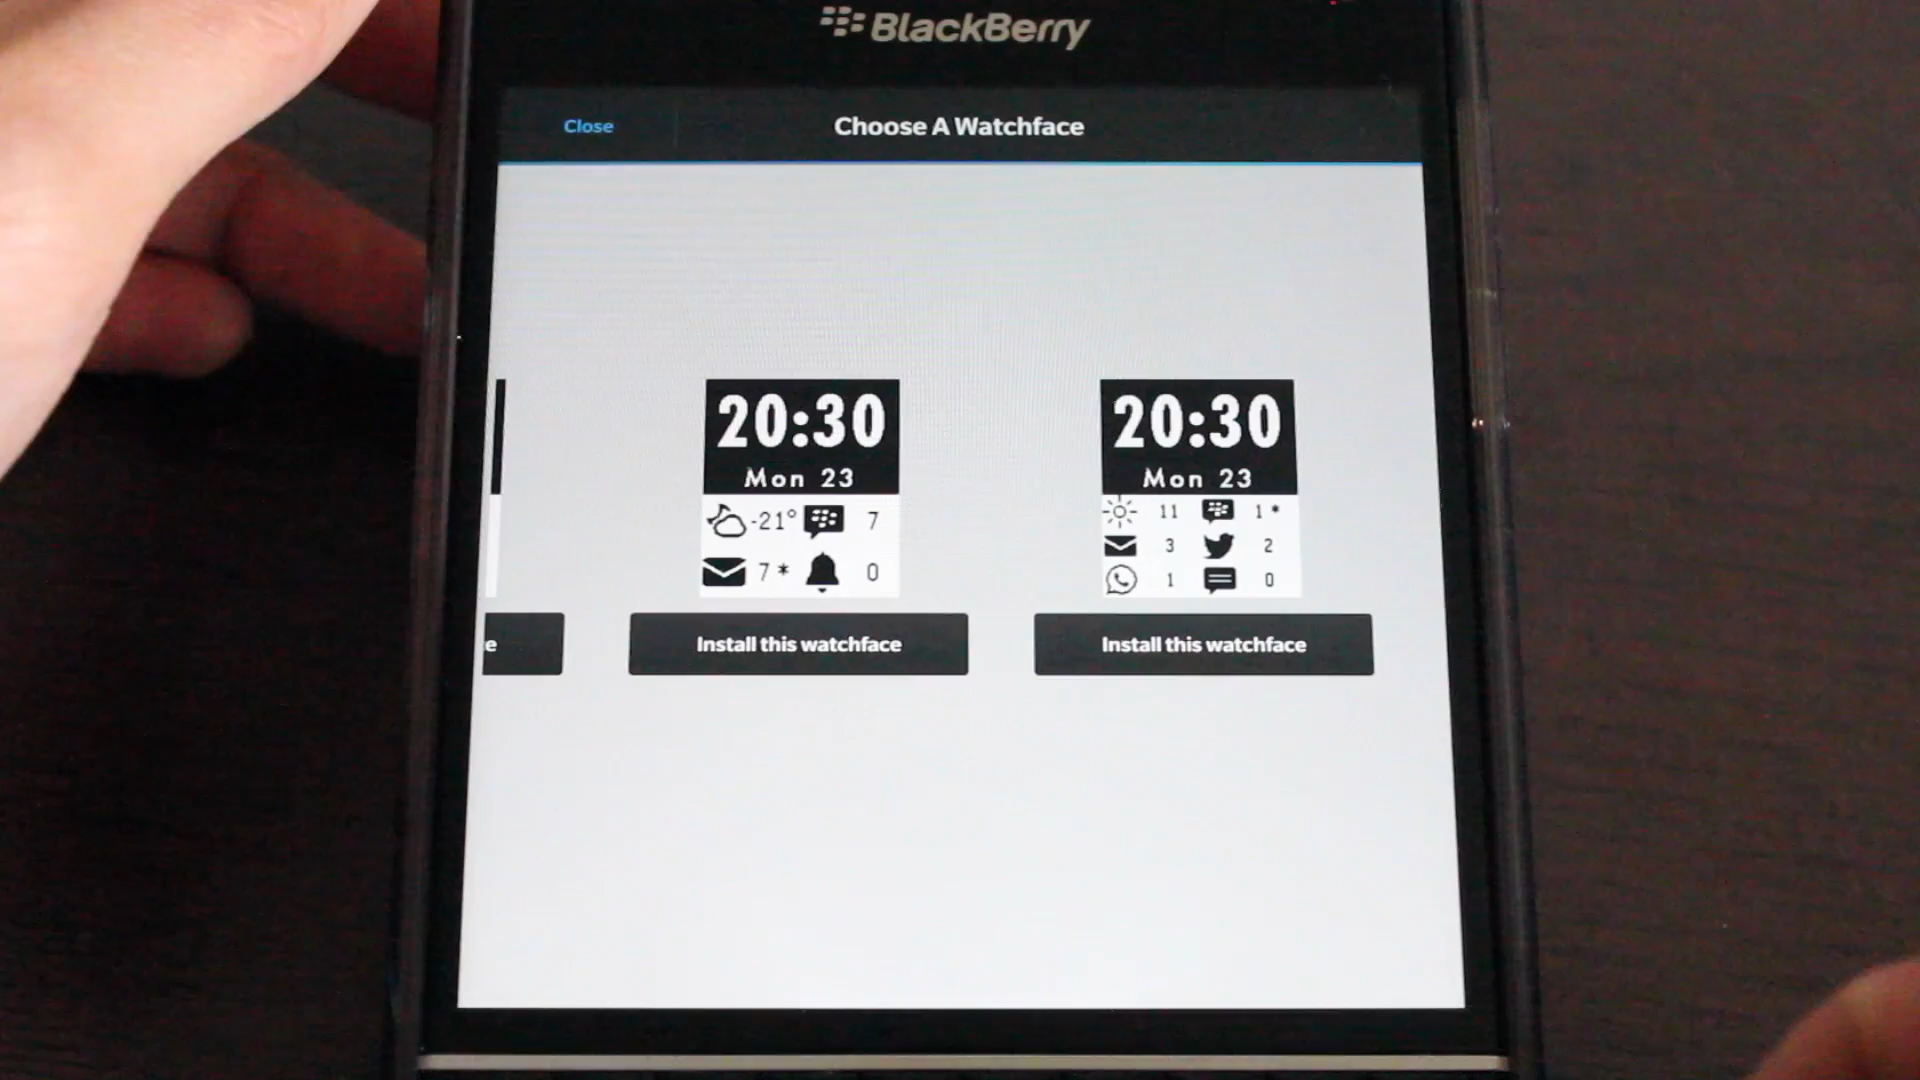 BlackBerry
Close
Choose A Watchface
20:30
Mon 23
-21° 7
7 * 0
Install this watchface
20:30
Mon 23
11 1 *
3 2
1 0
Install this watchface
e